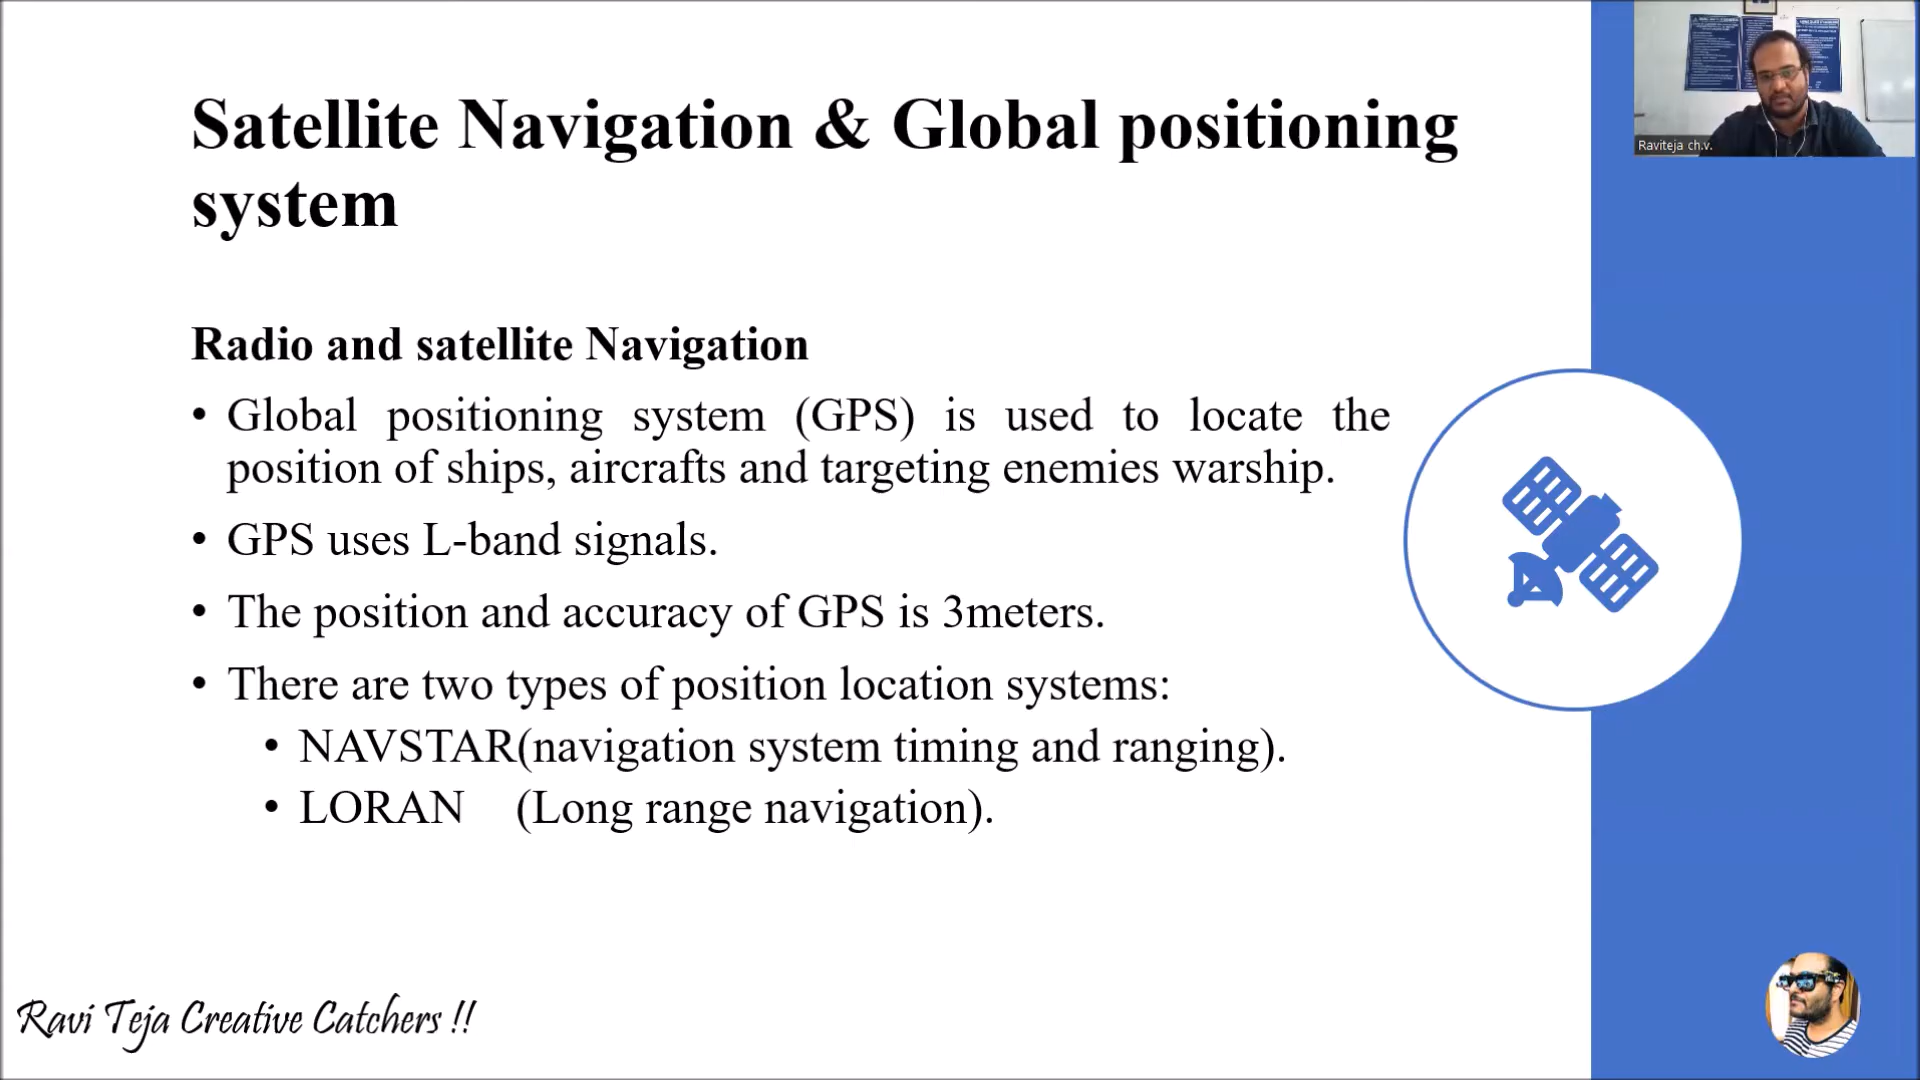 Satellite Navigation & Global positioning
system
Radio and satellite Navigation
• Global positioning system (GPS) is used to locate the
position of ships, aircrafts and targeting enemies warship.
• GPS uses L-band signals.
• The position and accuracy of GPS is 3meters.
• There are two types of position location systems:
• NAVSTAR(navigation system timing and ranging).
• LORAN (Long range navigation).
Raviteja ch.v.
Ravi Teja Creative Catchers !!